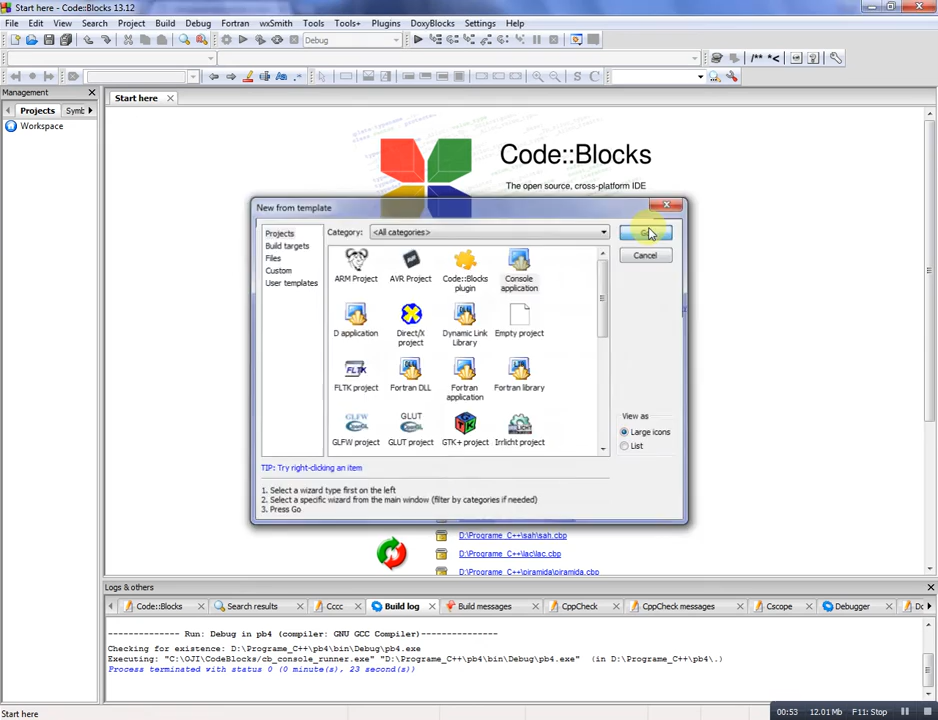 Start here - Code::Blocks 13.12
File Edit View Search Project Build Debug Fortran wxSmith Tools Tools+ Plugins DoxyBlocks Settings Help
Debug
/** *<
Management
Start here
Projects Symb
Workspace
Code::Blocks
The open source, cross-platform IDE
New from template
Projects
Build targets
Files
Custom
User templates
Category: <All categories>
Go
Cancel
ARM Project AVR Project Code::Blocks plugin Console application
D application Direct/X project Dynamic Link Library Empty project
FLTK project Fortran DLL Fortran application Fortran library
GLFW project GLUT project GTK+ project Irrlicht project
View as
Large icons
List
TIP: Try right-clicking an item
1. Select a wizard type first on the left
2. Select a specific wizard from the main window (filter by categories if needed)
3. Press Go
D:\Programe_C++\sah\sah.cbp
D:\Programe_C++\lac\lac.cbp
D:\Programe_C++\piramida\piramida.cbp
Logs & others
Code::Blocks Search results Cccc Build log Build messages CppCheck CppCheck messages Cscope Debugger Do
-------------- Run: Debug in pb4 (compiler: GNU GCC Compiler)---------------
Checking for existence: D:\Programe_C++\pb4\bin\Debug\pb4.exe
Executing: "C:\OJI\CodeBlocks/cb_console_runner.exe" "D:\Programe_C++\pb4\bin\Debug\pb4.exe" (in D:\Programe_C++\pb4\.)
Process terminated with status 0 (0 minute(s), 23 second(s))
Start here
00:53 12.01 MB F11: Stop